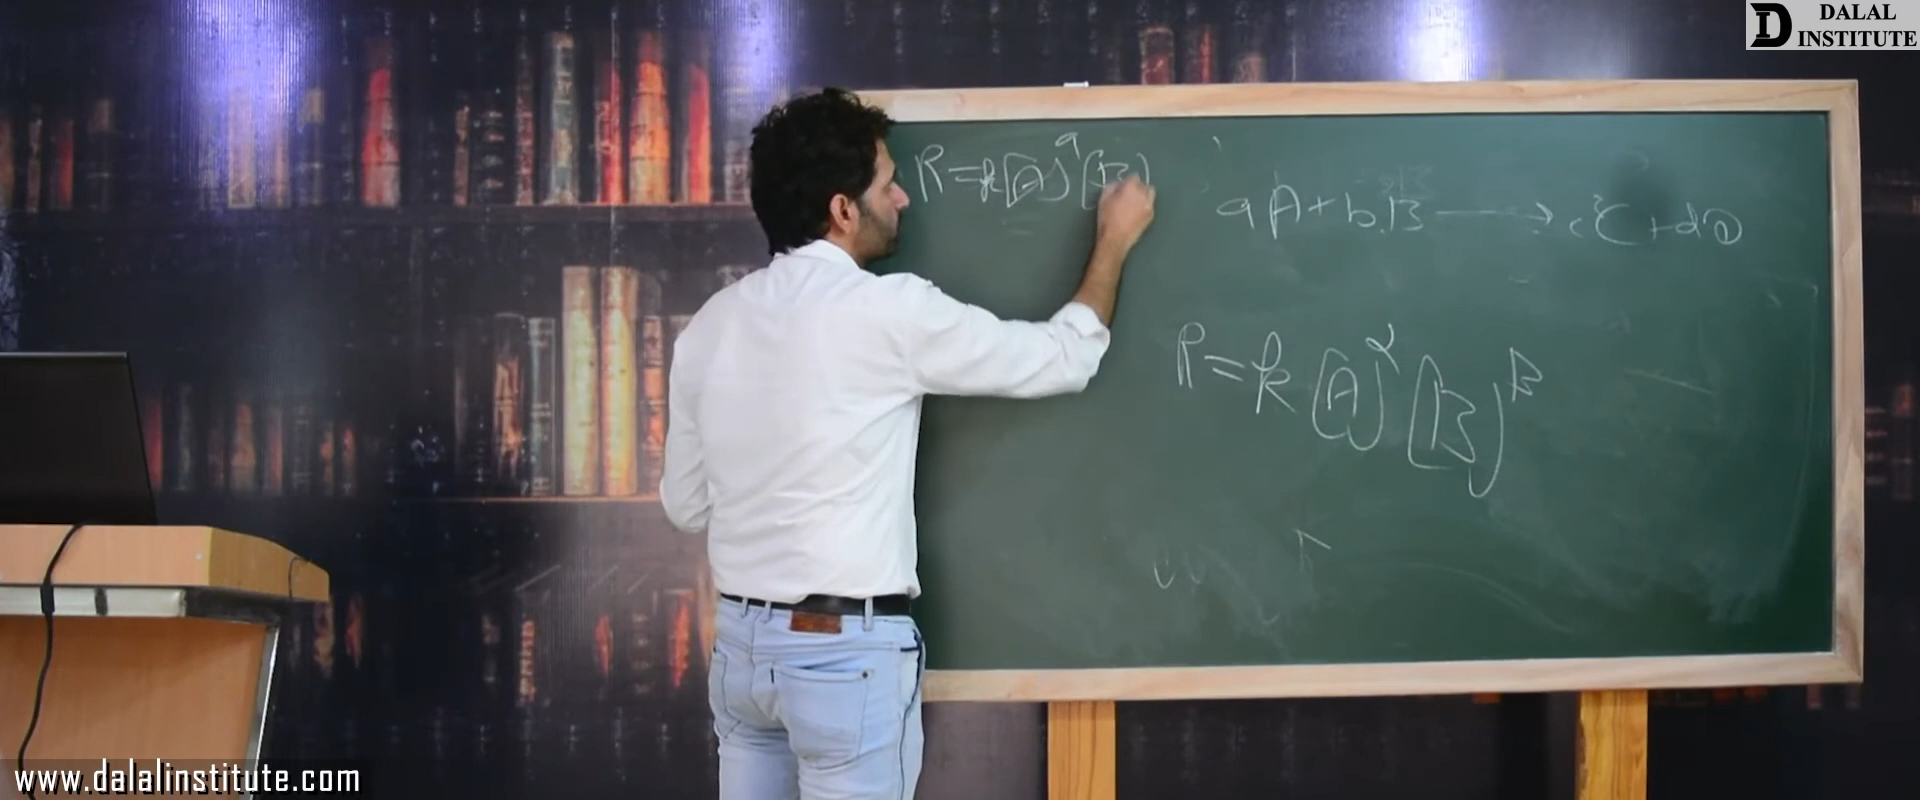 DALAL
INSTITUTE
R=k[A]^a[B]
aA+bB→cC+dD
R=k[A]^α[B]^β
www.dalalinstitute.com